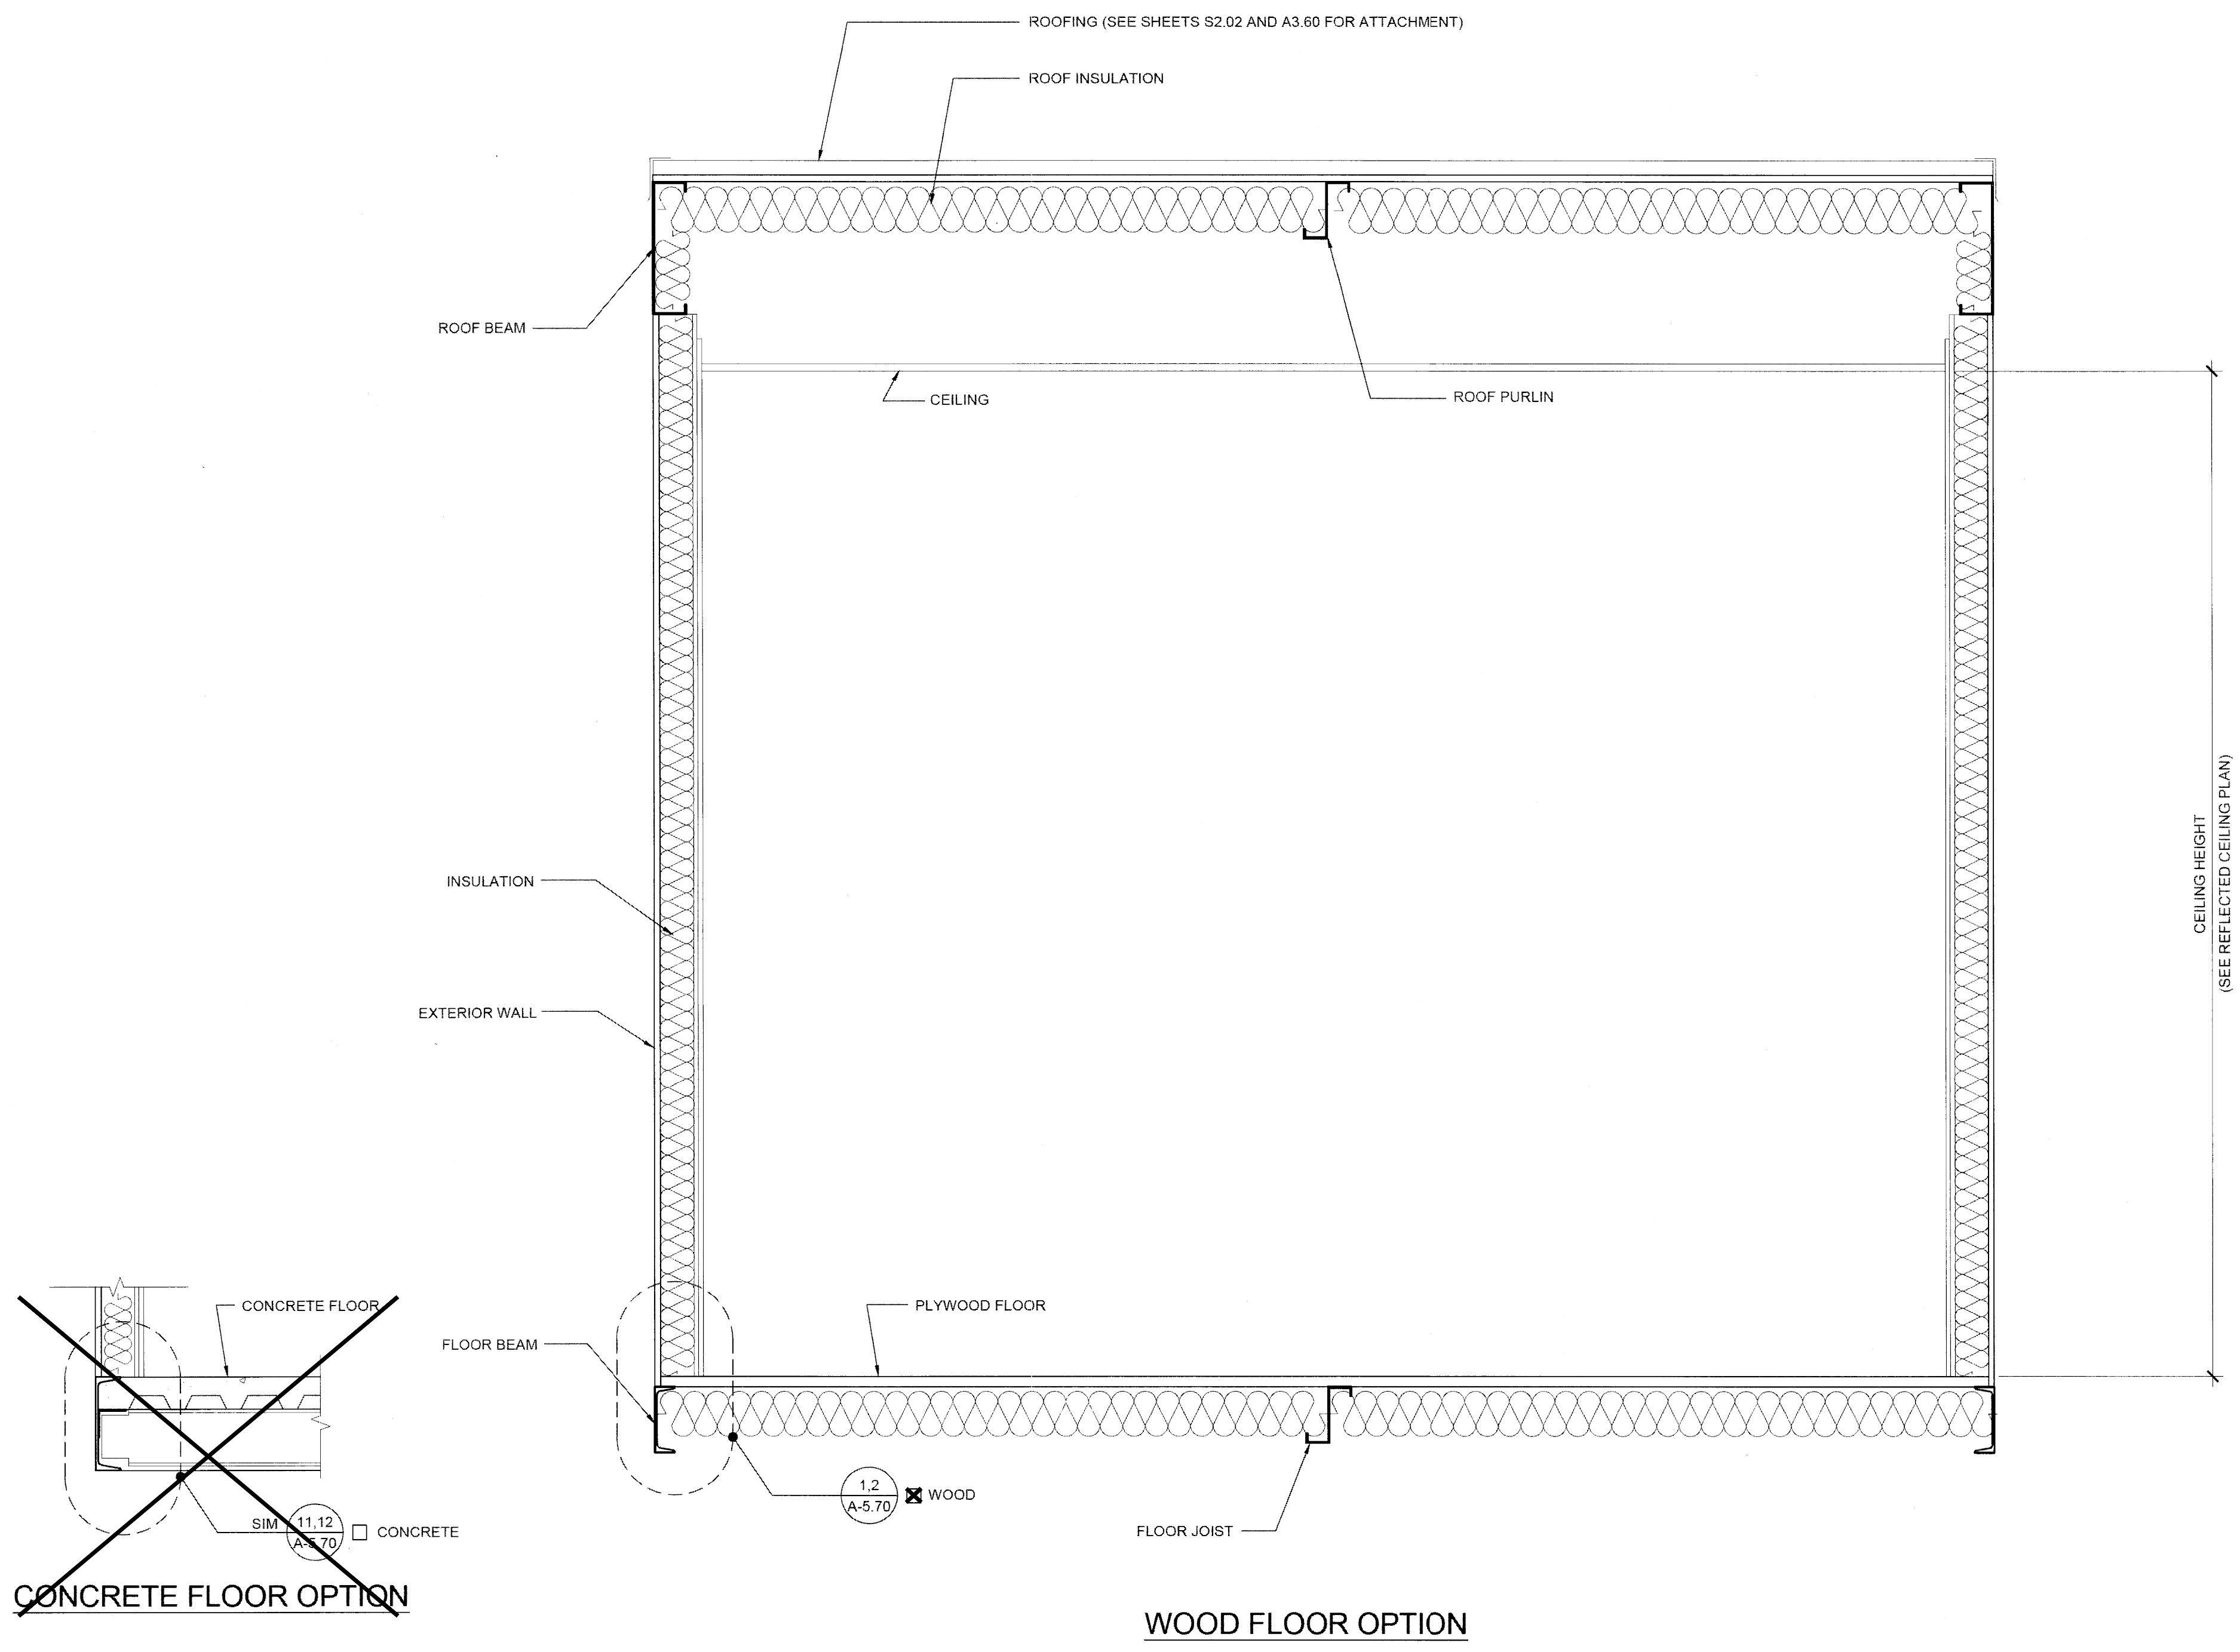 ROOFING (SEE SHEETS S2.02 AND A3.60 FOR ATTACHMENT)
ROOF INSULATION
ROOF BEAM
CEILING
ROOF PURLIN
CEILING HEIGHT
(SEE REFLECTED CEILING PLAN)
INSULATION
EXTERIOR WALL
CONCRETE FLOOR
PLYWOOD FLOOR
FLOOR BEAM
1,2
A-5.70
WOOD
SIM
11,12
A-5.70
CONCRETE
FLOOR JOIST
CONCRETE FLOOR OPTION
WOOD FLOOR OPTION